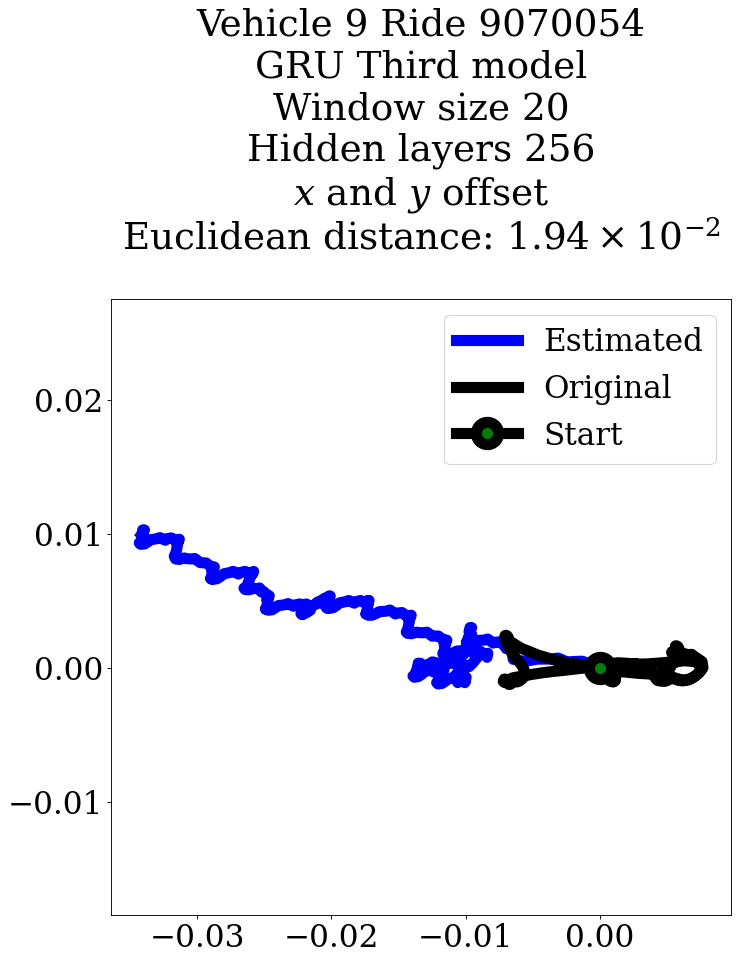 Vehicle 9 Ride 9070054
GRU Third model
Window size 20
Hidden layers 256
x and y offset
Euclidean distance: 1.94 × 10⁻²
Estimated
Original
Start
0.02
0.01
0.00
−0.01
−0.03 −0.02 −0.01 0.00